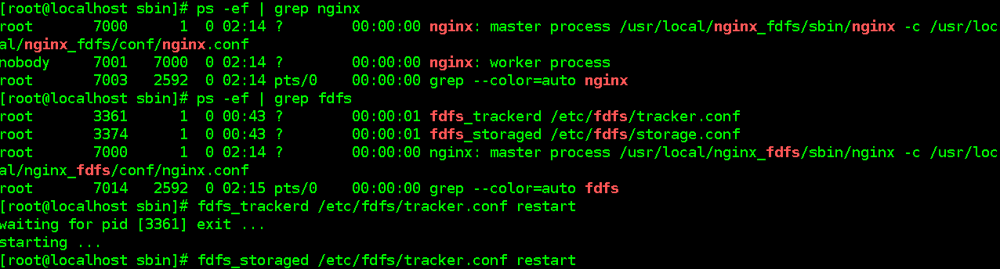 [root@localhost sbin]# ps -ef | grep nginx
root       7000      1  0 02:14 ?        00:00:00 nginx: master process /usr/local/nginx_fdfs/sbin/nginx -c /usr/loc
al/nginx_fdfs/conf/nginx.conf
nobody     7001   7000  0 02:14 ?        00:00:00 nginx: worker process
root       7003   2592  0 02:14 pts/0    00:00:00 grep --color=auto nginx
[root@localhost sbin]# ps -ef | grep fdfs
root       3361      1  0 00:43 ?        00:00:01 fdfs_trackerd /etc/fdfs/tracker.conf
root       3374      1  0 00:43 ?        00:00:01 fdfs_storaged /etc/fdfs/storage.conf
root       7000      1  0 02:14 ?        00:00:00 nginx: master process /usr/local/nginx_fdfs/sbin/nginx -c /usr/loc
al/nginx_fdfs/conf/nginx.conf
root       7014   2592  0 02:15 pts/0    00:00:00 grep --color=auto fdfs
[root@localhost sbin]# fdfs_trackerd /etc/fdfs/tracker.conf restart
waiting for pid [3361] exit ...
starting ...
[root@localhost sbin]# fdfs_storaged /etc/fdfs/tracker.conf restart